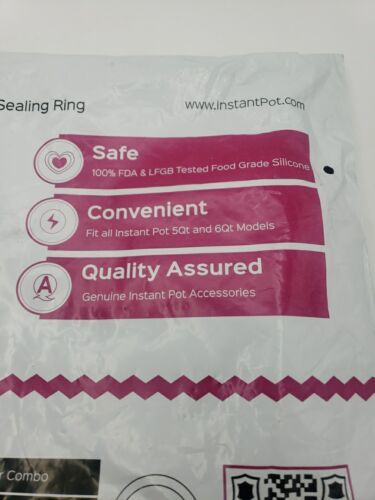 Sealing Ring
www.InstantPot.com
Safe
100% FDA & LFGB Tested Food Grade Silicone
Convenient
Fit all Instant Pot 5Qt and 6Qt Models
A
Quality Assured
Genuine Instant Pot Accessories
Combo